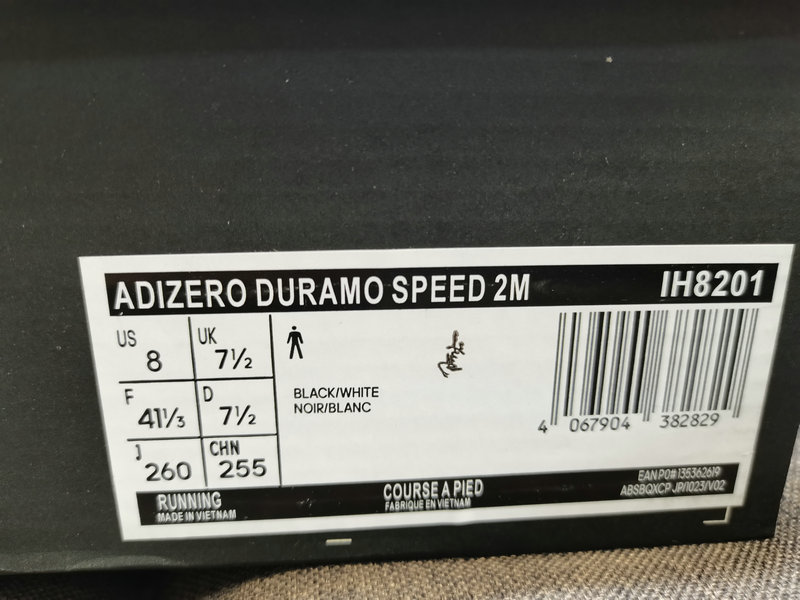 ADIZERO DURAMO SPEED 2M IH8201
US 8 UK 7½
F 41⅓ D 7½
J 260 CHN 255
BLACK/WHITE
NOIR/BLANC
4 067904 382829
RUNNING
MADE IN VIETNAM
COURSE A PIED
FABRIQUE EN VIETNAM
EAN PO# 135362619
ABSBQXCP JP/1023/V02